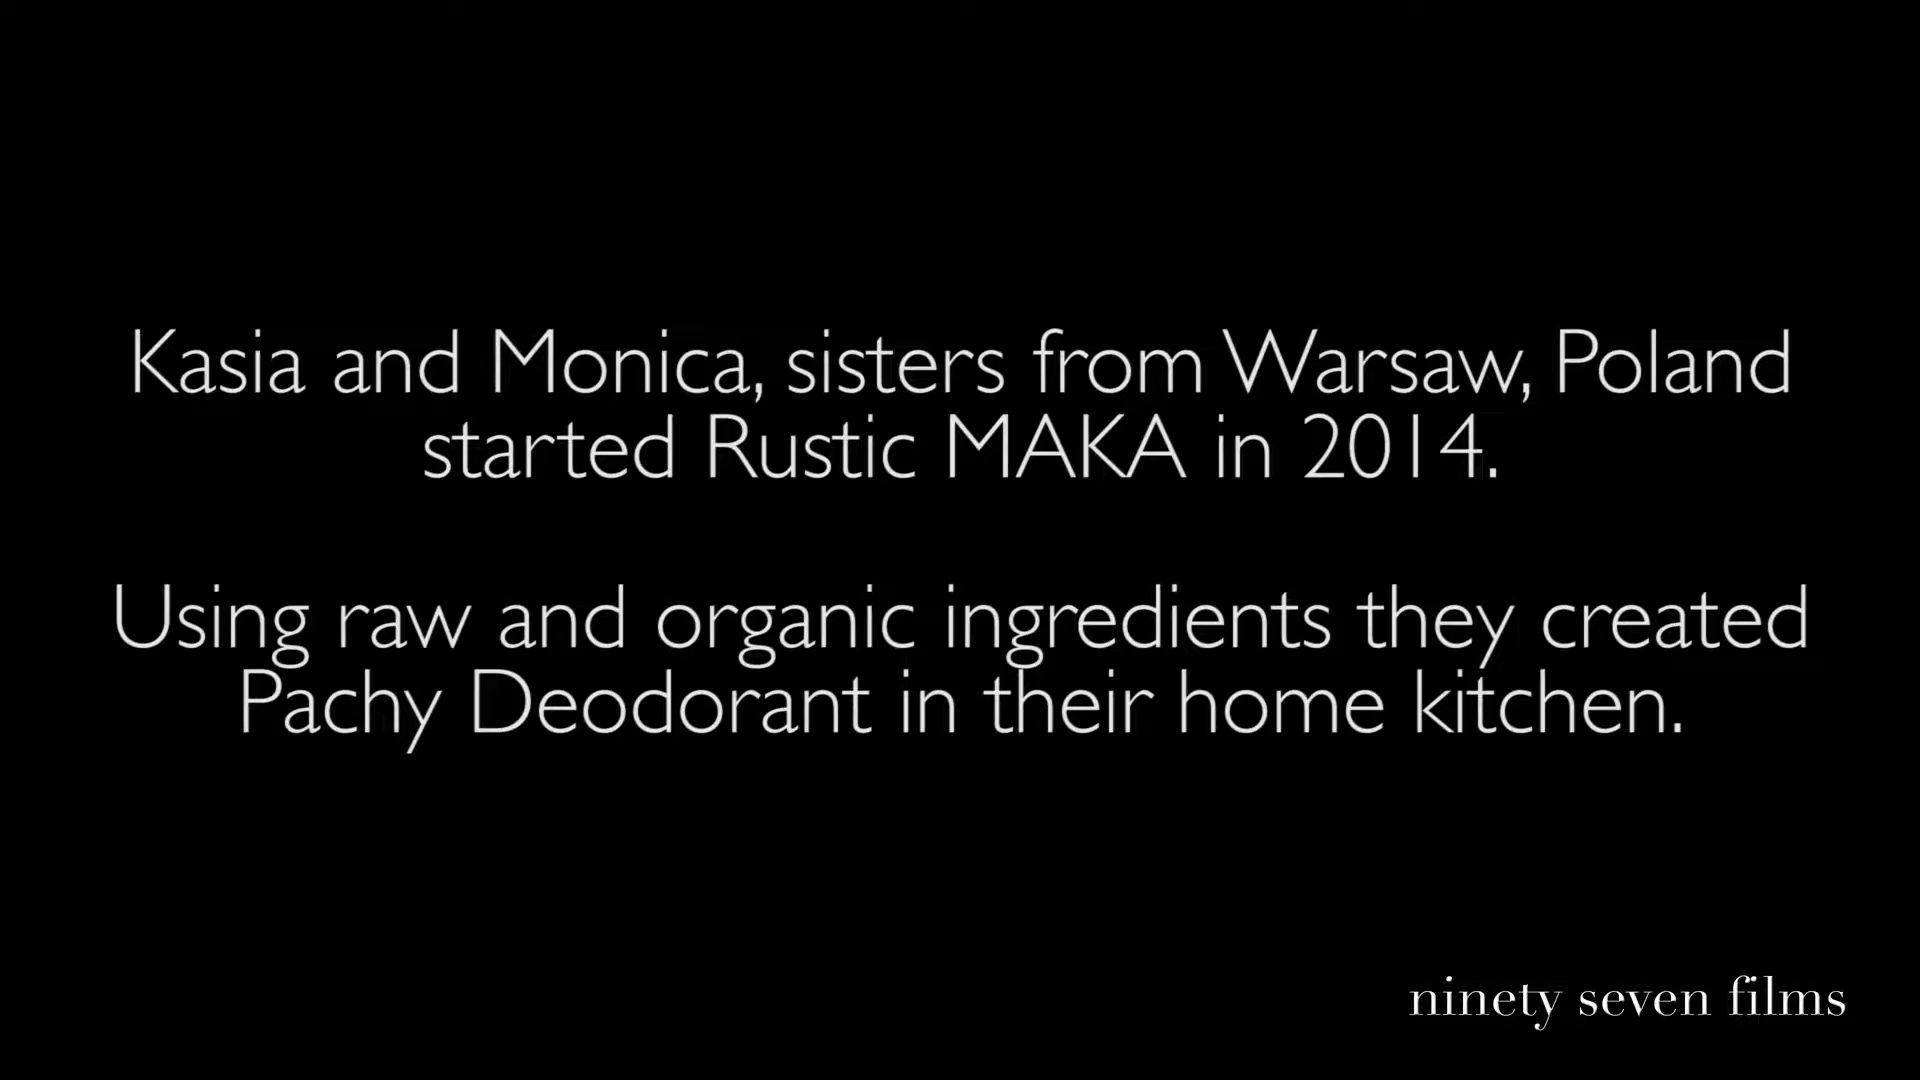 Kasia and Monica, sisters from Warsaw, Poland
started Rustic MAKA in 2014.
Using raw and organic ingredients they created
Pachy Deodorant in their home kitchen.
ninety seven films